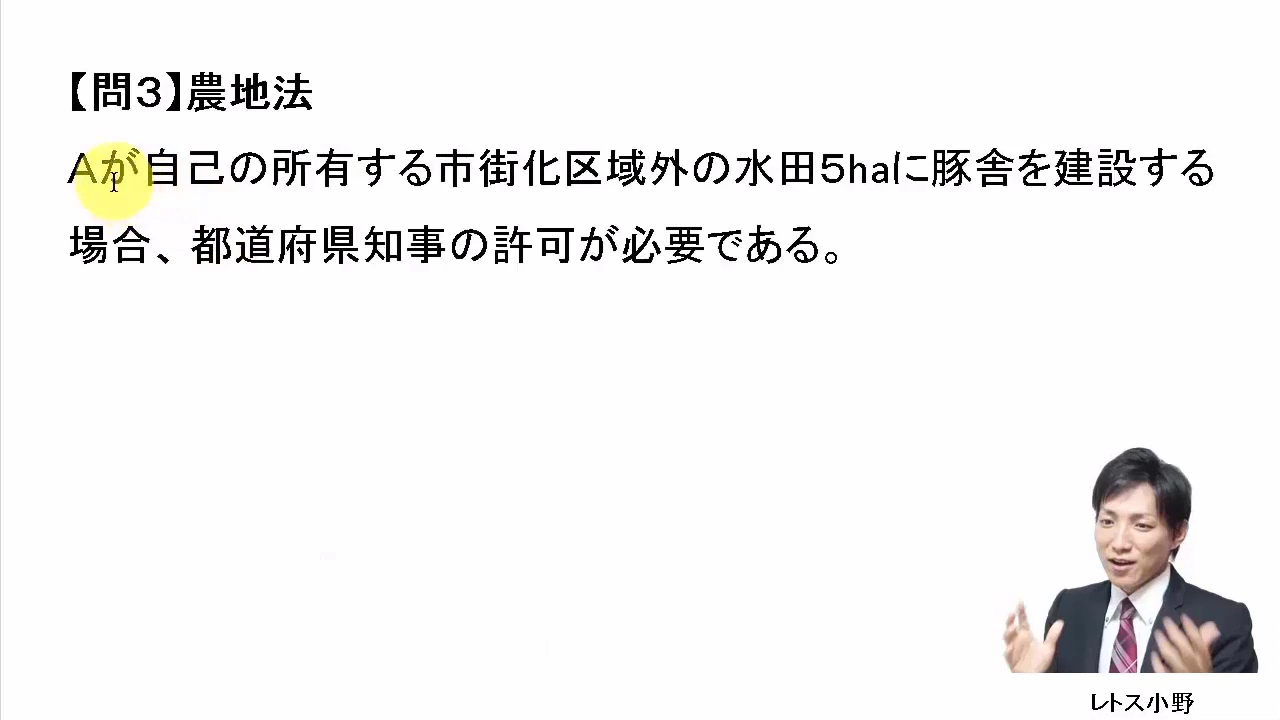 【問３】農地法
Ａが自己の所有する市街化区域外の水田５haに豚舎を建設する
場合、都道府県知事の許可が必要である。
レトス小野